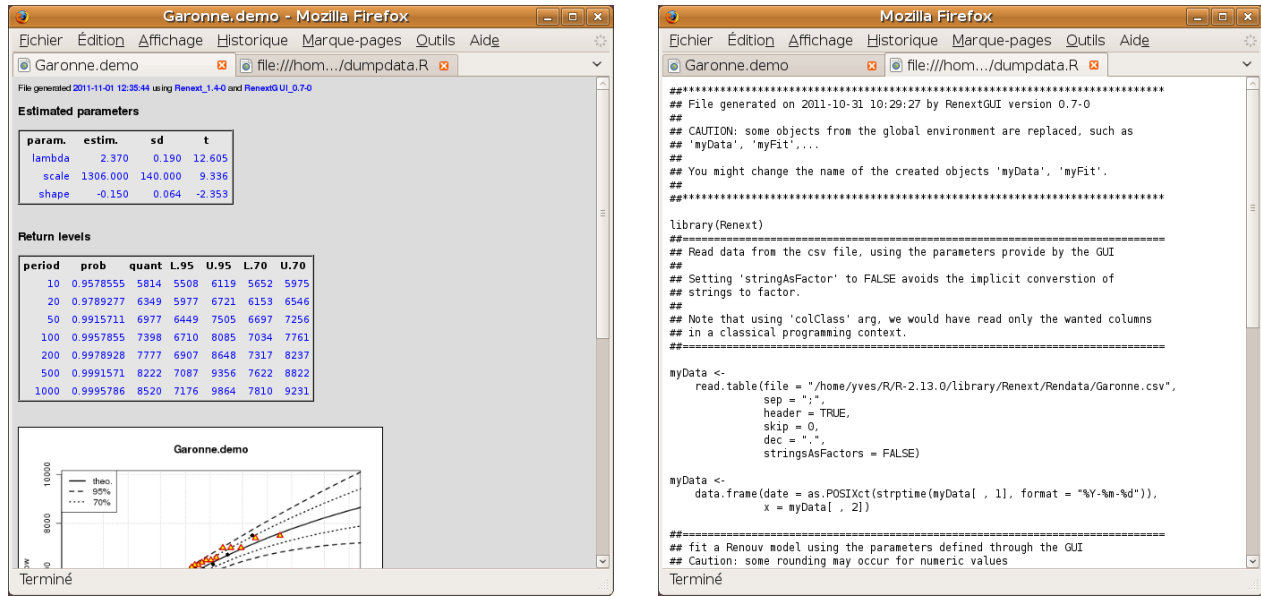 Garonne.demo - Mozilla Firefox
Fichier Édition Affichage Historique Marque-pages Outils Aide
Garonne.demo file:///hom.../dumpdata.R
File generated 2011-11-01 12:35:44 using Renext_1.4-0 and RenextGUI_0.7-0
Estimated parameters
param. estim. sd t
lambda 2.370 0.190 12.605
scale 1306.000 140.000 9.336
shape -0.150 0.064 -2.353
Return levels
period prob quant L.95 U.95 L.70 U.70
10 0.9578555 5814 5508 6119 5652 5975
20 0.9789277 6349 5977 6721 6153 6546
50 0.9915711 6977 6449 7505 6697 7256
100 0.9957855 7398 6710 8085 7034 7761
200 0.9978928 7777 6907 8648 7317 8237
500 0.9991571 8222 7087 9356 7622 8822
1000 0.9995786 8520 7176 9864 7810 9231
Garonne.demo
10000
theo.
95%
70%
8000
Terminé
Mozilla Firefox
Fichier Édition Affichage Historique Marque-pages Outils Aide
Garonne.demo file:///hom.../dumpdata.R
##****************************************************************************
## File generated on 2011-10-31 10:29:27 by RenextGUI version 0.7-0
##
## CAUTION: some objects from the global environment are replaced, such as
## 'myData', 'myFit',...
##
## You might change the name of the created objects 'myData', 'myFit'.
##
##****************************************************************************
library(Renext)
##============================================================================
## Read data from the csv file, using the parameters provide by the GUI
##
## Setting 'stringAsFactor' to FALSE avoids the implicit converstion of
## strings to factor.
##
## Note that using 'colClass' arg, we would have read only the wanted columns
## in a classical programming context.
##============================================================================
myData <-
read.table(file = "/home/yves/R/R-2.13.0/library/Renext/Rendata/Garonne.csv",
sep = ";",
header = TRUE,
skip = 0,
dec = ".",
stringsAsFactors = FALSE)
myData <-
data.frame(date = as.POSIXct(strptime(myData[ , 1], format = "%Y-%m-%d")),
x = myData[ , 2])
##============================================================================
## fit a Renouv model using the parameters defined through the GUI
## Caution: some rounding may occur for numeric values
Terminé